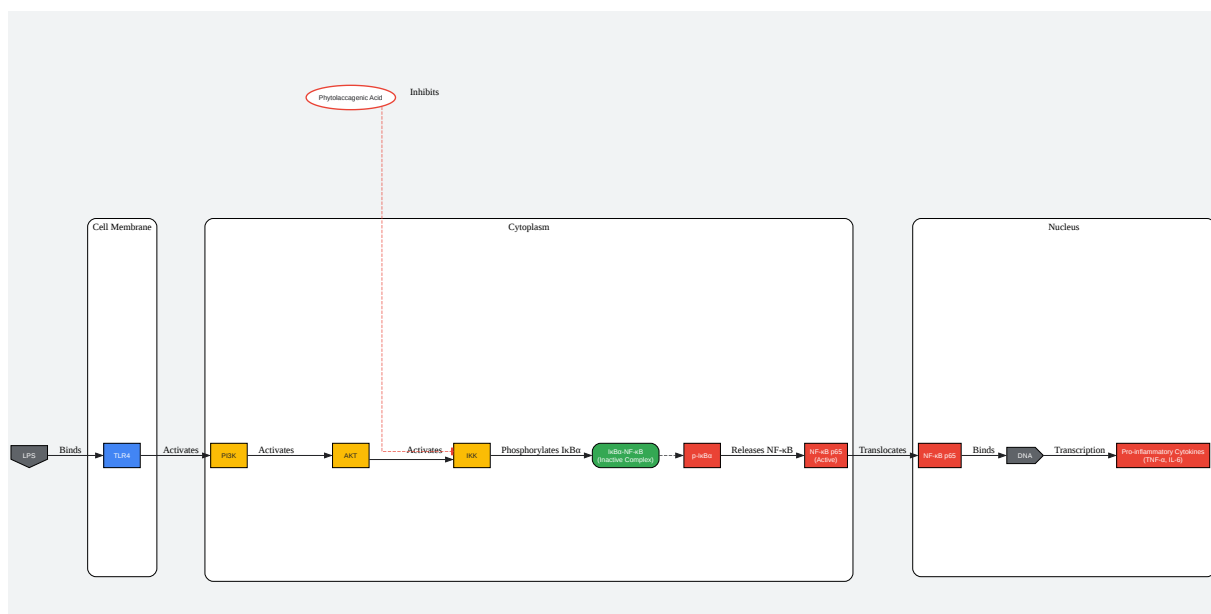 Phytolaccagenic Acid
Inhibits
Cell Membrane
Cytoplasm
Nucleus
LPS
Binds
TLR4
Activates
PI3K
Activates
AKT
Activates
IKK
Phosphorylates IκBα
IκBα-NF-κB
(Inactive Complex)
p-IκBα
Releases NF-κB
NF-κB p65
(Active)
Translocates
NF-κB p65
Binds
DNA
Transcription
Pro-inflammatory Cytokines
(TNF-α, IL-6)